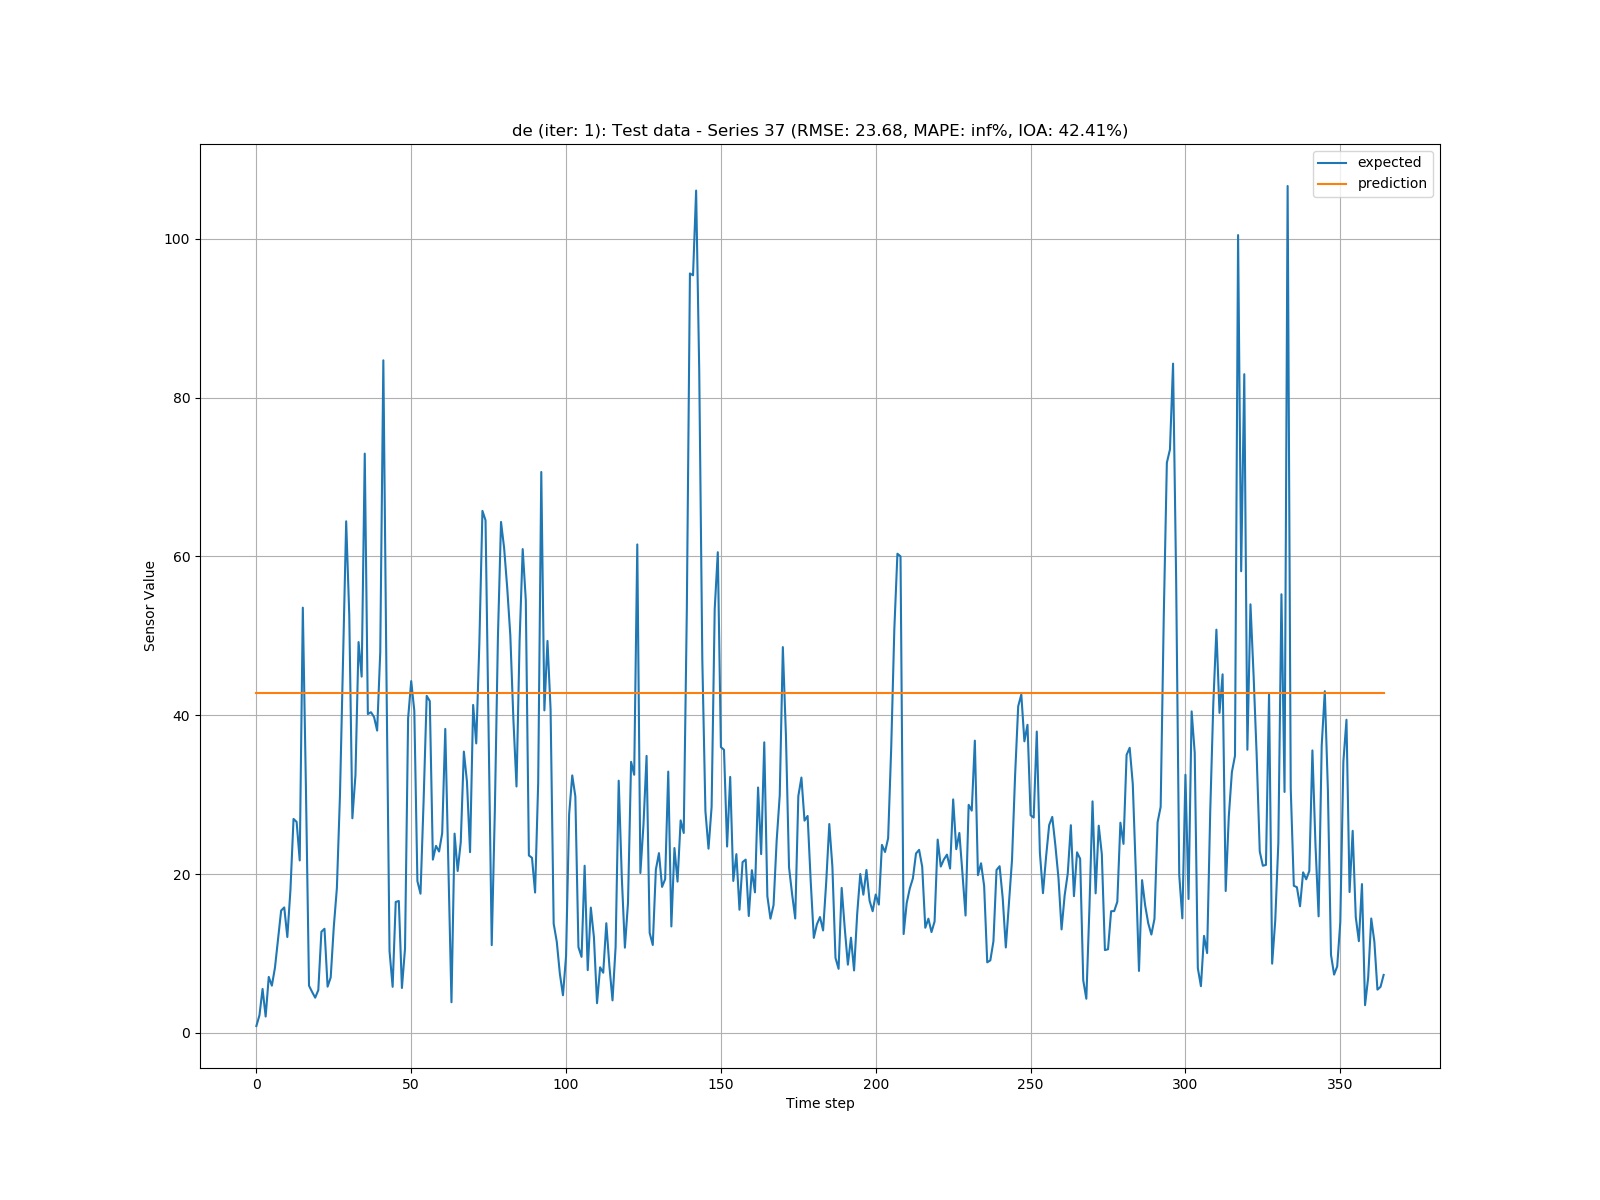 de (iter: 1): Test data - Series 37 (RMSE: 23.68, MAPE: inf%, IOA: 42.41%)
expected
prediction
100
80
60
40
20
0
Sensor Value
0 50 100 150 200 250 300 350
Time step